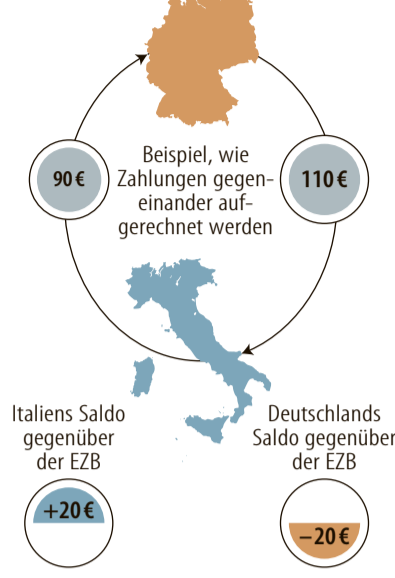 Beispiel, wie
Zahlungen gegen-
einander auf-
gerechnet werden
90 €
110 €
Italiens Saldo
gegenüber
der EZB
+20 €
Deutschlands
Saldo gegenüber
der EZB
−20 €